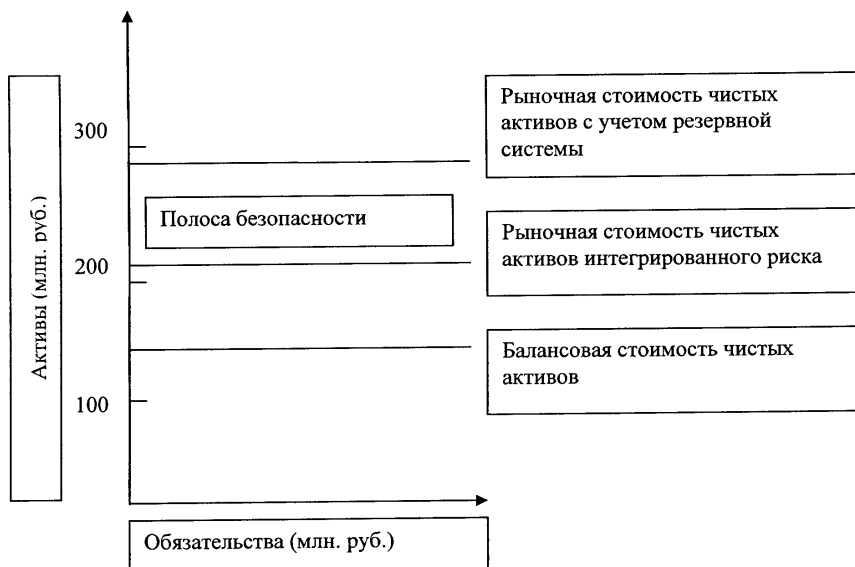 Активы (млн. руб.)
300
200
100
Полоса безопасности
Рыночная стоимость чистых
активов с учетом резервной
системы
Рыночная стоимость чистых
активов интегрированного риска
Балансовая стоимость чистых
активов
Обязательства (млн. руб.)